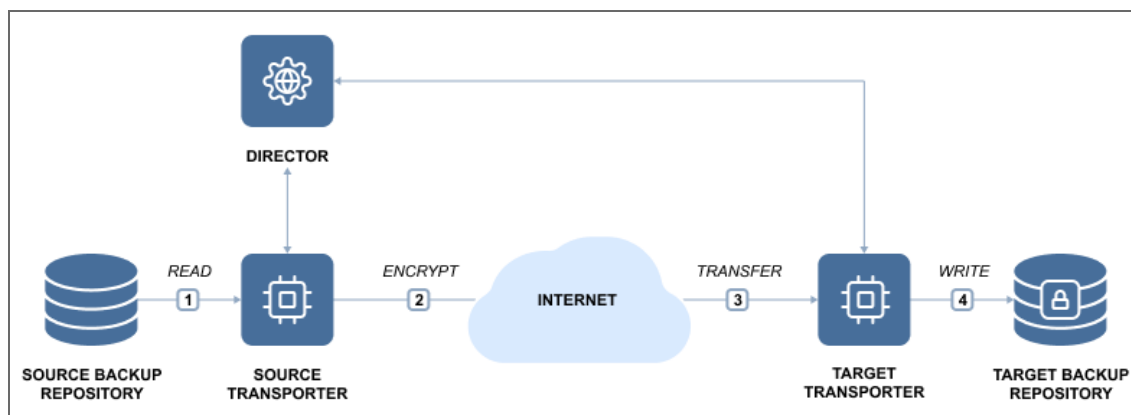 DIRECTOR
READ
ENCRYPT
TRANSFER
WRITE
1
2
INTERNET
3
4
SOURCE BACKUP
REPOSITORY
SOURCE
TRANSPORTER
TARGET
TRANSPORTER
TARGET BACKUP
REPOSITORY